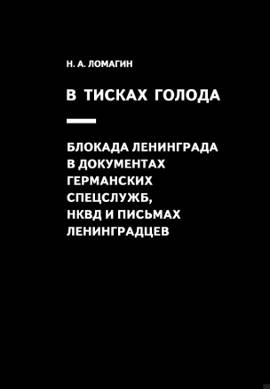 Н. А. ЛОМАГИН
В ТИСКАХ ГОЛОДА
БЛОКАДА ЛЕНИНГРАДА
В ДОКУМЕНТАХ
ГЕРМАНСКИХ
СПЕЦСЛУЖБ,
НКВД И ПИСЬМАХ
ЛЕНИНГРАДЦЕВ